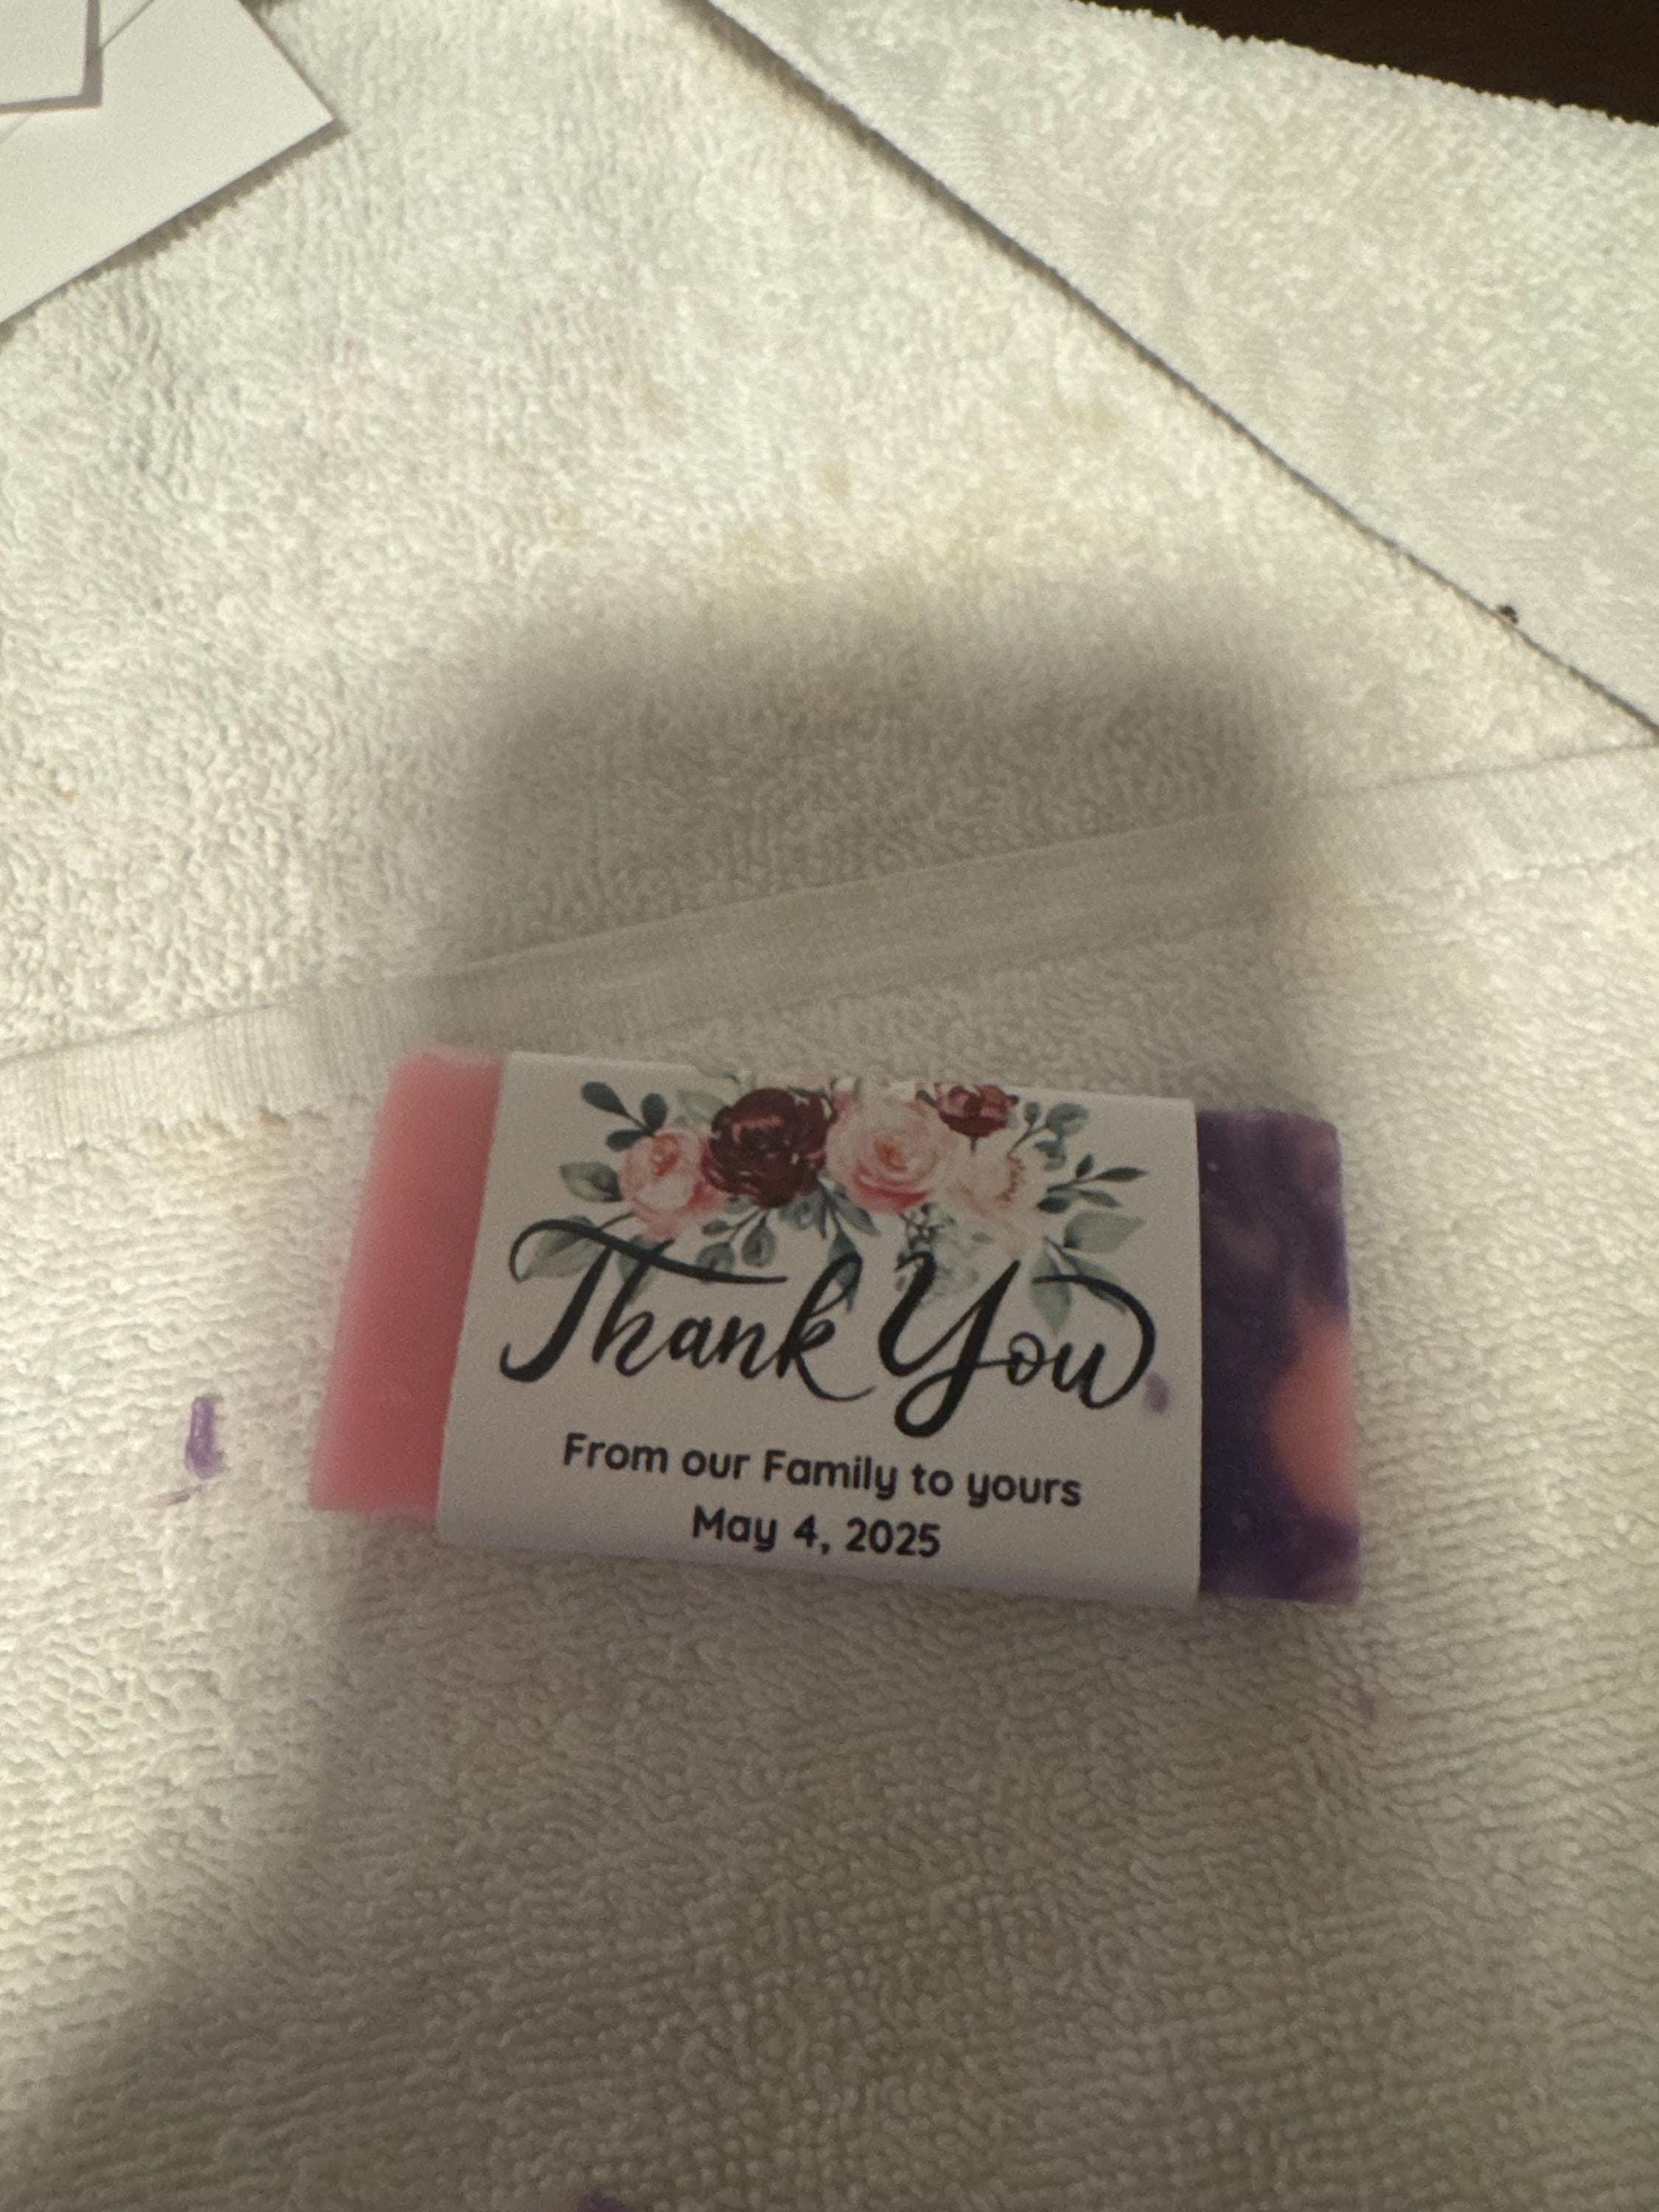 Thank You
From our Family to yours
May 4, 2025